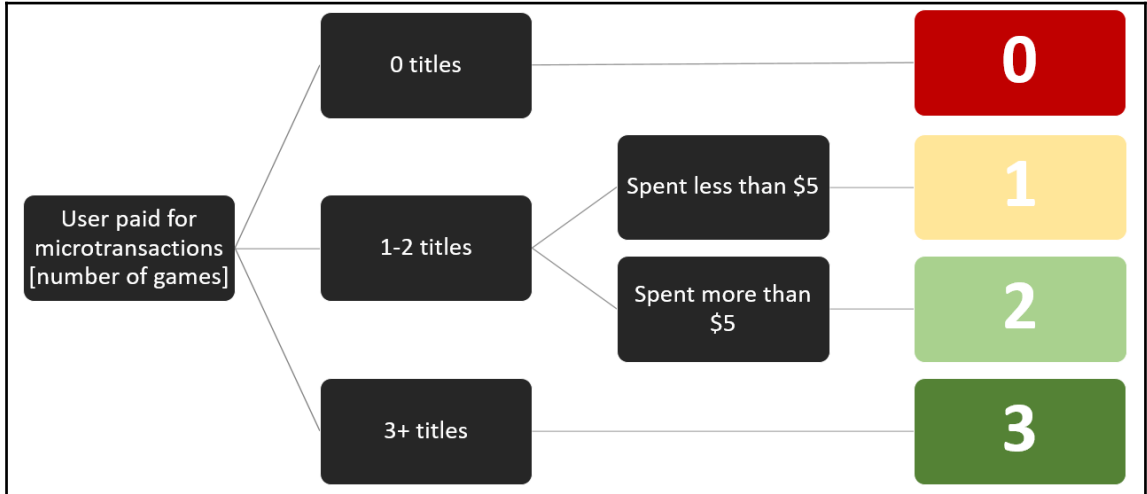 0 titles
0
Spent less than $5
1
User paid for
microtransactions
[number of games]
1-2 titles
Spent more than
$5
2
3+ titles
3